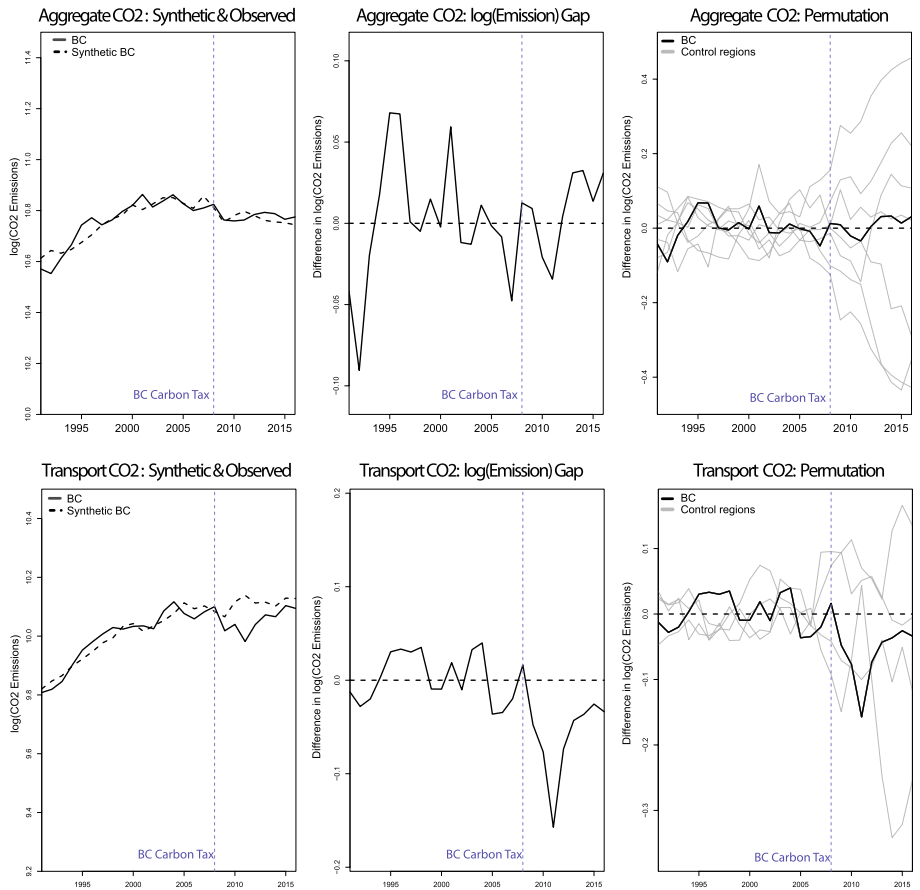 Aggregate CO2 : Synthetic & Observed
BC
Synthetic BC
log(CO2 Emissions)
11.4
11.2
11.0
10.8
10.6
10.4
10.2
10.0
BC Carbon Tax
1995 2000 2005 2010 2015
Aggregate CO2: log(Emission) Gap
Difference in log(CO2 Emissions)
0.10
0.05
0.00
−0.05
−0.10
BC Carbon Tax
1995 2000 2005 2010 2015
Aggregate CO2: Permutation
BC
Control regions
Difference in log(CO2 Emissions)
0.4
0.2
0.0
−0.2
−0.4
BC Carbon Tax
1995 2000 2005 2010 2015
Transport CO2 : Synthetic & Observed
BC
Synthetic BC
log(CO2 Emissions)
10.4
10.2
10.0
9.8
9.6
9.4
9.2
BC Carbon Tax
1995 2000 2005 2010 2015
Transport CO2: log(Emission) Gap
Difference in log(CO2 Emissions)
0.2
0.1
0.0
−0.1
−0.2
BC Carbon Tax
1995 2000 2005 2010 2015
Transport CO2: Permutation
BC
Control regions
Difference in log(CO2 Emissions)
0.1
0.0
−0.1
−0.2
−0.3
BC Carbon Tax
1995 2000 2005 2010 2015